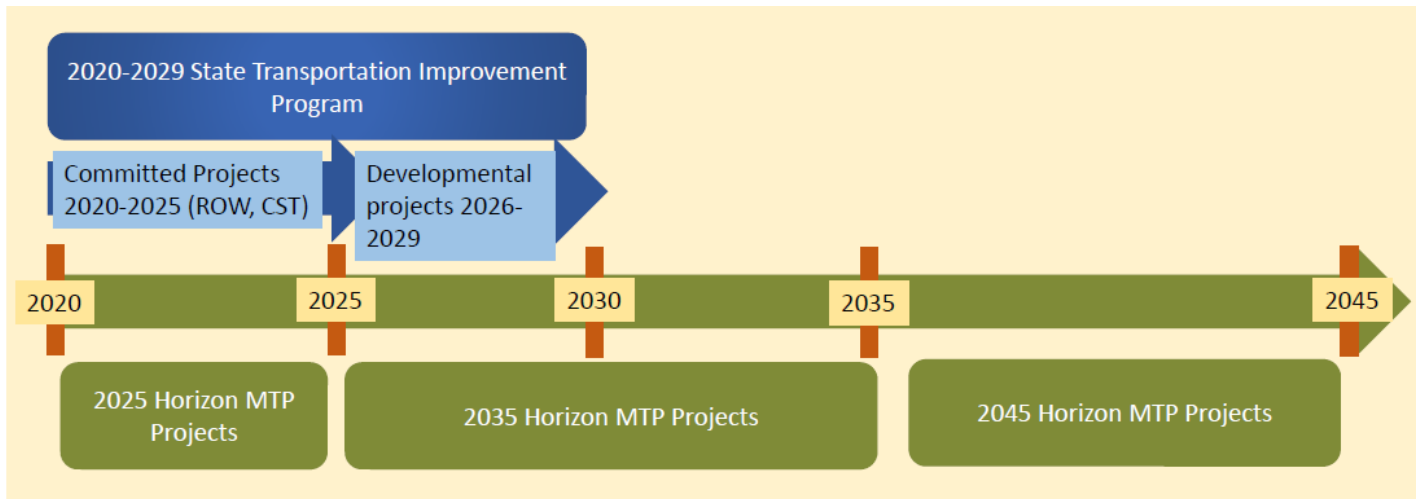 2020-2029 State Transportation Improvement
Program
Committed Projects
2020-2025 (ROW, CST)
Developmental
projects 2026-
2029
2020
2025
2030
2035
2045
2025 Horizon MTP
Projects
2035 Horizon MTP Projects
2045 Horizon MTP Projects